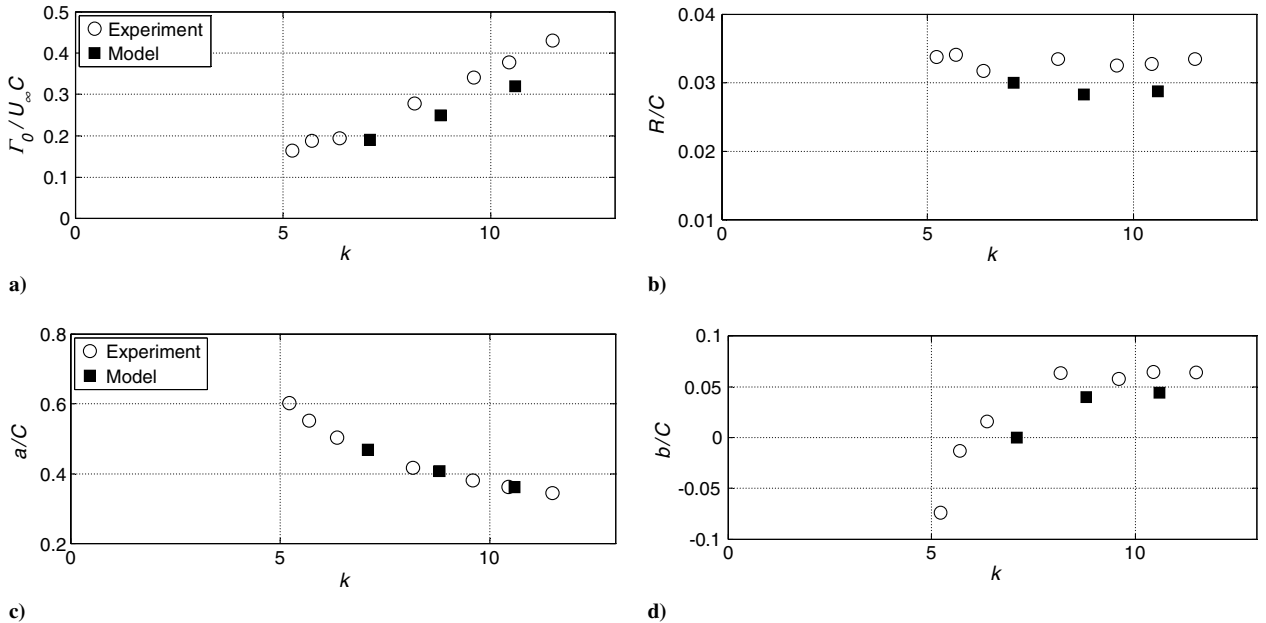 0.5
0.4
0.3
0.2
0.1
0
Γ₀ / U∞C
Experiment
Model
0 5 10
k
a)
0.04
0.03
0.02
0.01
R/C
0 5 10
k
b)
0.8
0.6
0.4
0.2
a/C
Experiment
Model
0 5 10
k
c)
0.1
0.05
0
-0.05
-0.1
b/C
0 5 10
k
d)